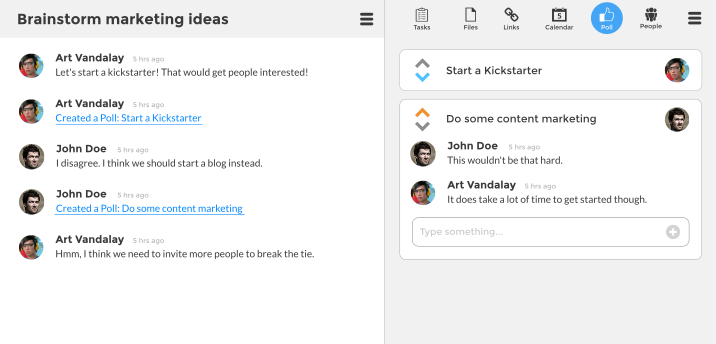 Brainstorm marketing ideas
Art Vandalay 5 hrs ago
Let's start a kickstarter! That would get people interested!
Art Vandalay 5 hrs ago
Created a Poll: Start a Kickstarter
John Doe 5 hrs ago
I disagree. I think we should start a blog instead.
John Doe 5 hrs ago
Created a Poll: Do some content marketing
Art Vandalay 5 hrs ago
Hmm, I think we need to invite more people to break the tie.
Tasks Files Links 5 Calendar Poll People
Start a Kickstarter
Do some content marketing
John Doe 5 hrs ago
This wouldn't be that hard.
Art Vandalay 5 hrs ago
It does take a lot of time to get started though.
Type something...